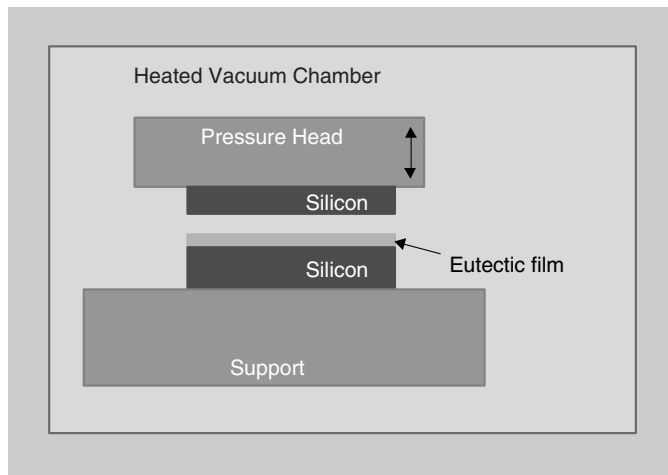 Heated Vacuum Chamber
Pressure Head
Silicon
Silicon
Eutectic film
Support